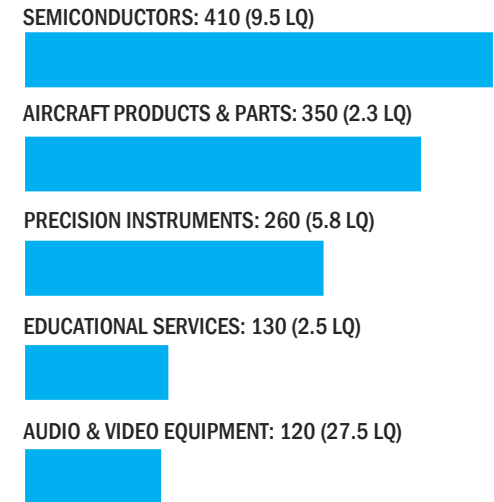 SEMICONDUCTORS: 410 (9.5 LQ)
AIRCRAFT PRODUCTS & PARTS: 350 (2.3 LQ)
PRECISION INSTRUMENTS: 260 (5.8 LQ)
EDUCATIONAL SERVICES: 130 (2.5 LQ)
AUDIO & VIDEO EQUIPMENT: 120 (27.5 LQ)